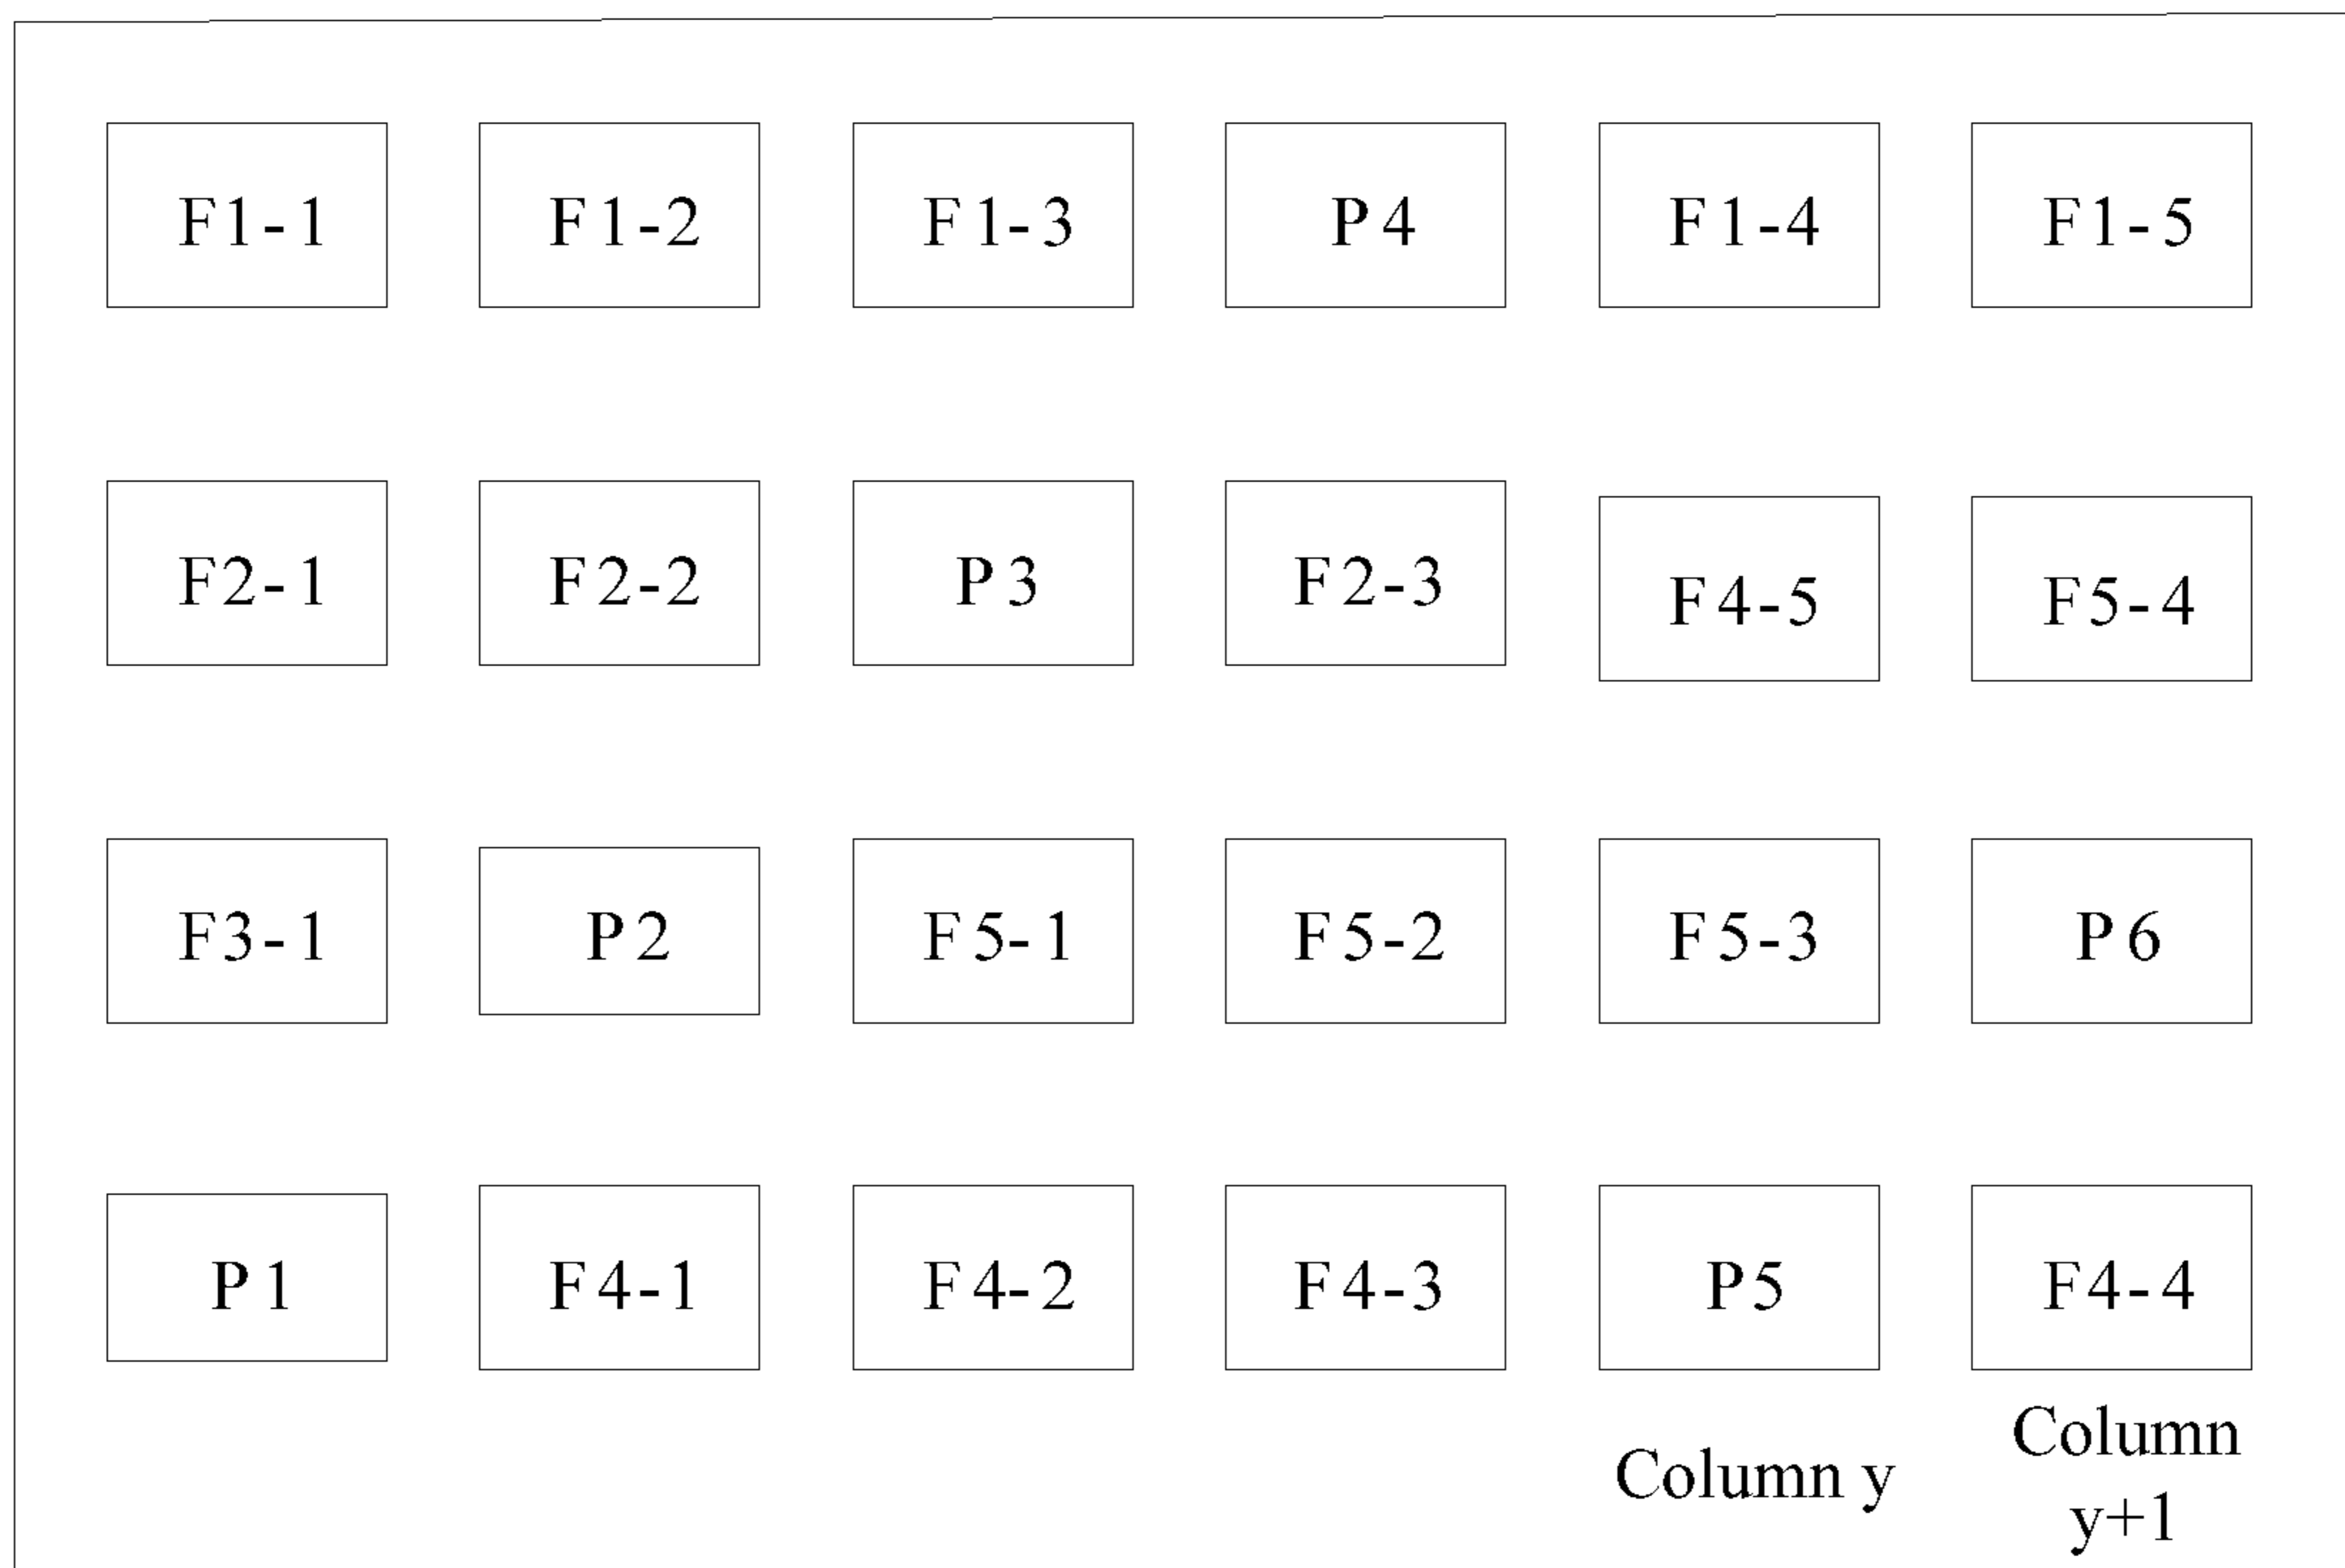 F1-1 F1-2 F1-3 P4 F1-4 F1-5
F2-1 F2-2 P3 F2-3 F4-5 F5-4
F3-1 P2 F5-1 F5-2 F5-3 P6
P1 F4-1 F4-2 F4-3 P5 F4-4
Column y
Column
y+1